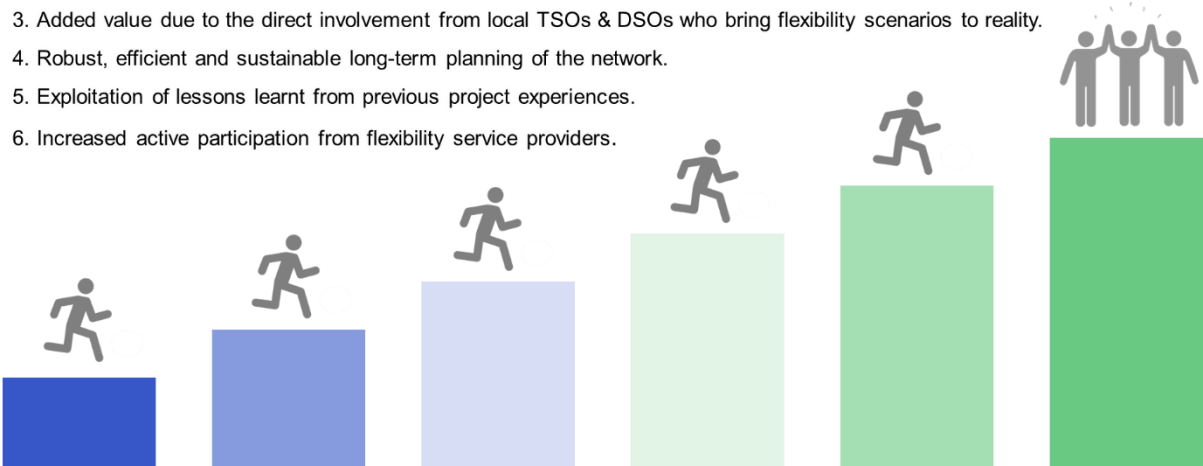 3. Added value due to the direct involvement from local TSOs & DSOs who bring flexibility scenarios to reality.
4. Robust, efficient and sustainable long-term planning of the network.
5. Exploitation of lessons learnt from previous project experiences.
6. Increased active participation from flexibility service providers.